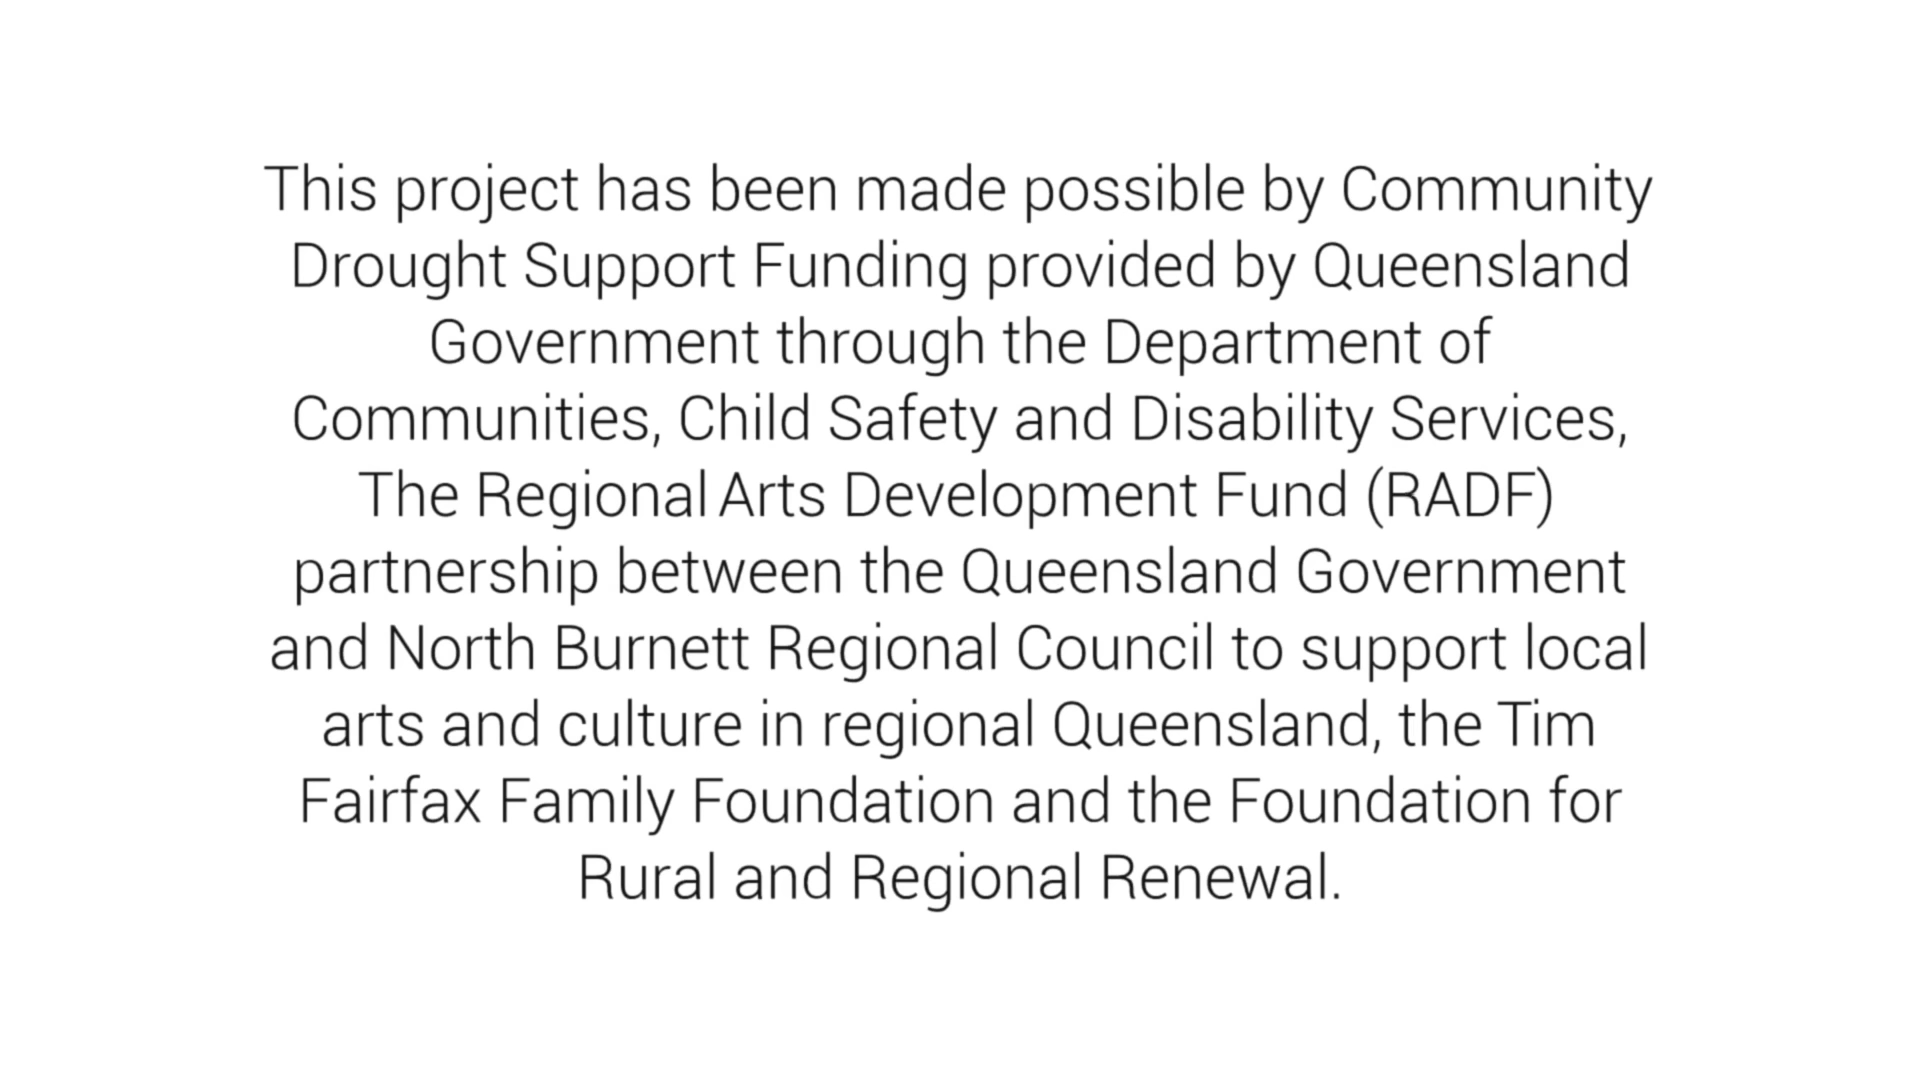 This project has been made possible by Community
Drought Support Funding provided by Queensland
Government through the Department of
Communities, Child Safety and Disability Services,
The Regional Arts Development Fund (RADF)
partnership between the Queensland Government
and North Burnett Regional Council to support local
arts and culture in regional Queensland, the Tim
Fairfax Family Foundation and the Foundation for
Rural and Regional Renewal.